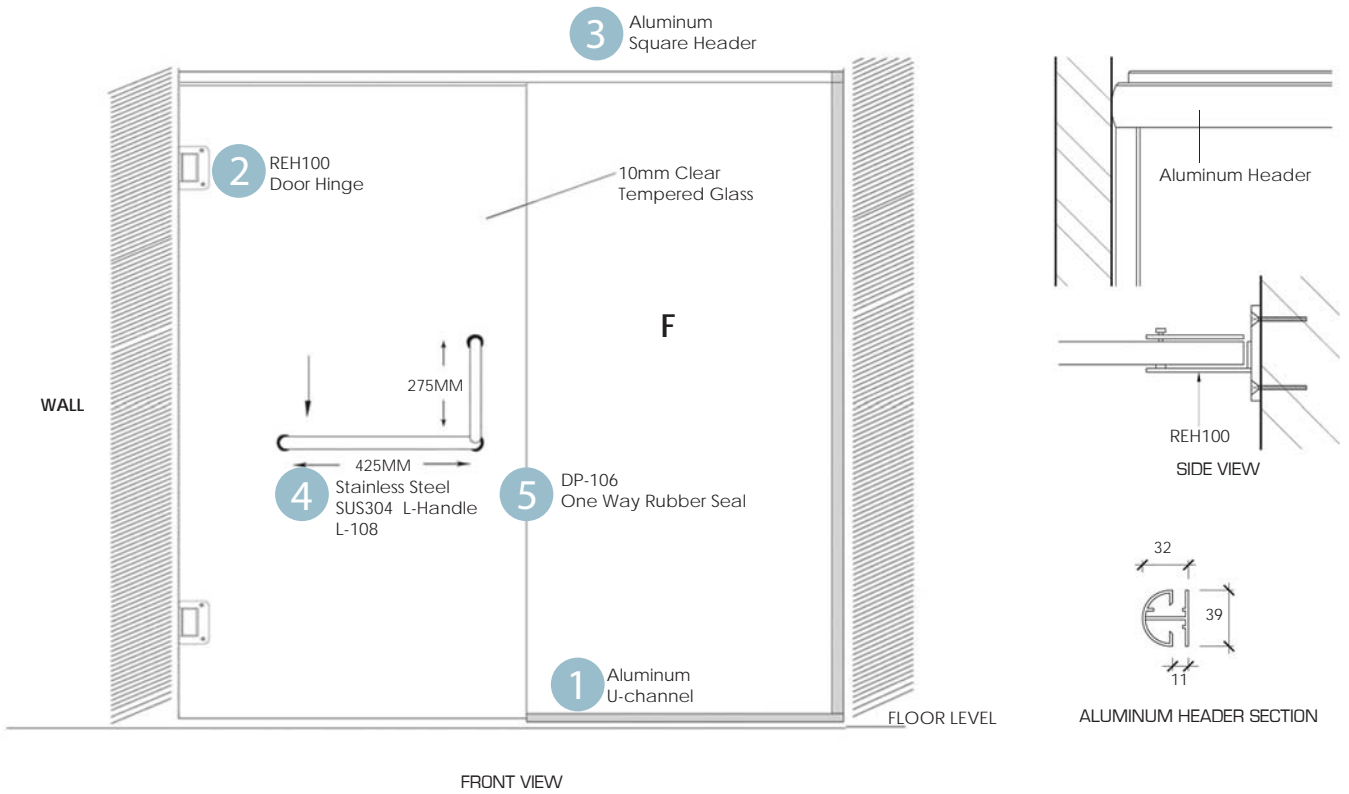 3
Aluminum
Square Header
2
REH100
Door Hinge
10mm Clear
Tempered Glass
F
275MM
WALL
425MM
4
Stainless Steel
SUS304 L-Handle
L-108
5
DP-106
One Way Rubber Seal
1
Aluminum
U-channel
FLOOR LEVEL
FRONT VIEW
Aluminum Header
REH100
SIDE VIEW
32
39
11
ALUMINUM HEADER SECTION